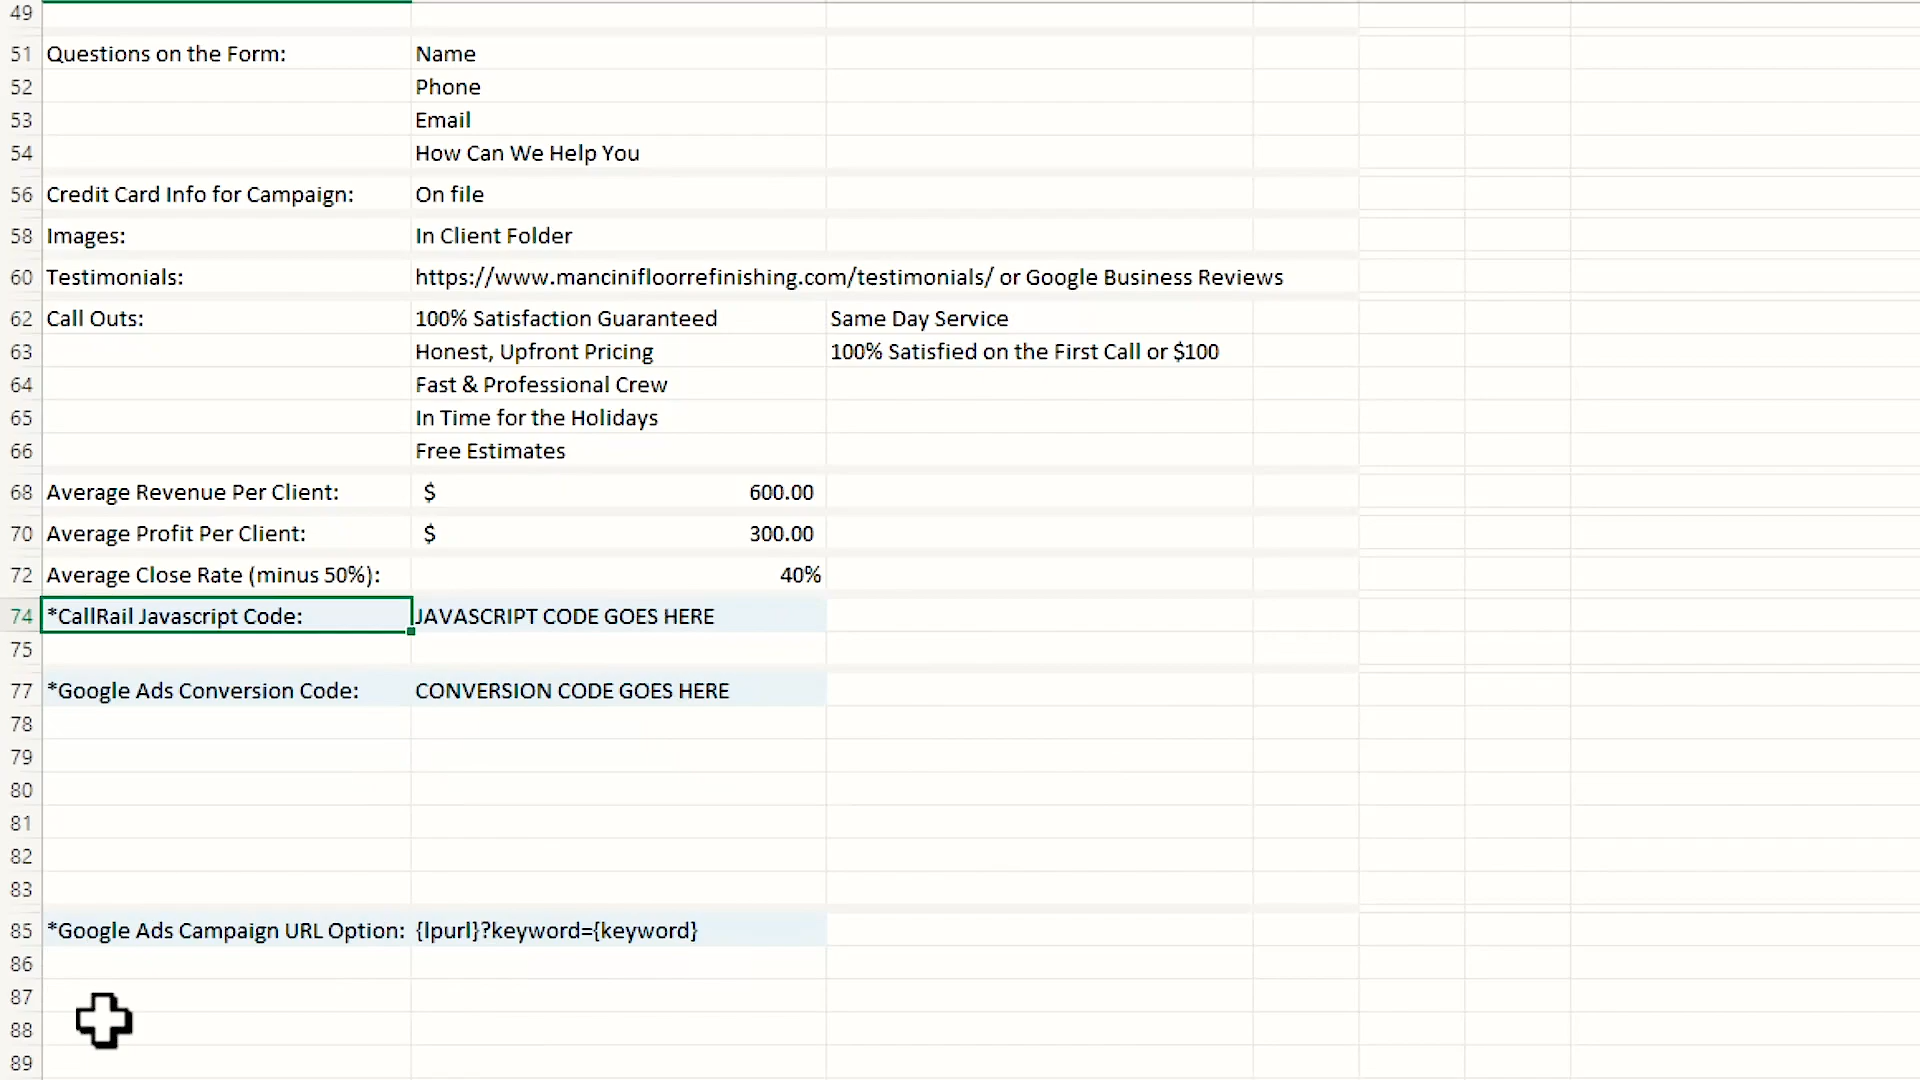 49
51 Questions on the Form: Name
52 Phone
53 Email
54 How Can We Help You
56 Credit Card Info for Campaign: On file
58 Images: In Client Folder
60 Testimonials: https://www.mancinifloorrefinishing.com/testimonials/ or Google Business Reviews
62 Call Outs: 100% Satisfaction Guaranteed Same Day Service
63 Honest, Upfront Pricing 100% Satisfied on the First Call or $100
64 Fast & Professional Crew
65 In Time for the Holidays
66 Free Estimates
68 Average Revenue Per Client: $ 600.00
70 Average Profit Per Client: $ 300.00
72 Average Close Rate (minus 50%): 40%
74 *CallRail Javascript Code: JAVASCRIPT CODE GOES HERE
75
77 *Google Ads Conversion Code: CONVERSION CODE GOES HERE
78
79
80
81
82
83
85 *Google Ads Campaign URL Option: {lpurl}?keyword={keyword}
86
87
88
89